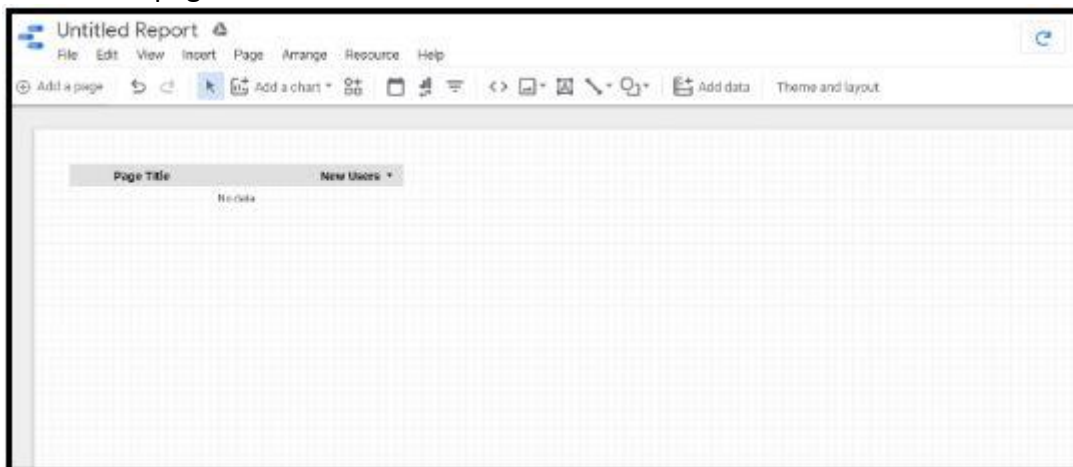 Untitled Report
File Edit View Insert Page Arrange Resource Help
Add a page Add a chart Add data Theme and layout
Page Title New Users
No data